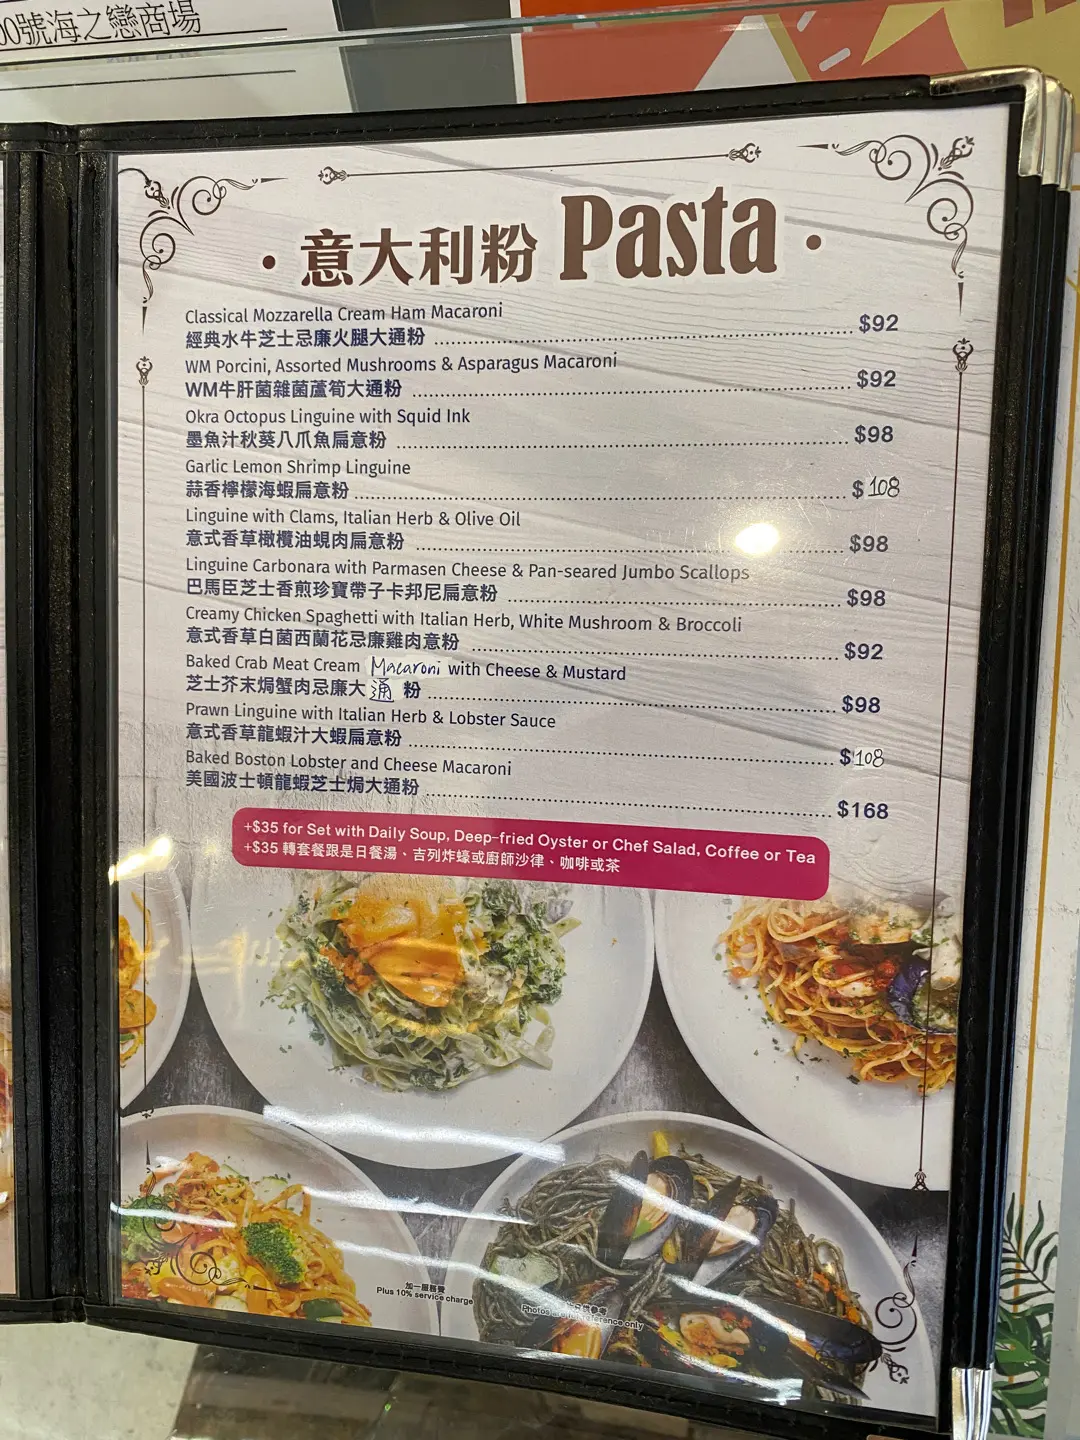 00號海之戀商場
· 意大利粉 Pasta ·
Classical Mozzarella Cream Ham Macaroni
經典水牛芝士忌廉火腿大通粉 $92
WM Porcini, Assorted Mushrooms & Asparagus Macaroni
WM牛肝菌雜菌蘆筍大通粉 $92
Okra Octopus Linguine with Squid Ink
墨魚汁秋葵八爪魚扁意粉 $98
Garlic Lemon Shrimp Linguine
蒜香檸檬海蝦扁意粉 $108
Linguine with Clams, Italian Herb & Olive Oil
意式香草橄欖油蜆肉扁意粉 $98
Linguine Carbonara with Parmasen Cheese & Pan-seared Jumbo Scallops
巴馬臣芝士香煎珍寶帶子卡邦尼扁意粉 $98
Creamy Chicken Spaghetti with Italian Herb, White Mushroom & Broccoli
意式香草白菌西蘭花忌廉雞肉意粉 $92
Baked Crab Meat Cream Macaroni with Cheese & Mustard
芝士芥末焗蟹肉忌廉大通粉 $98
Prawn Linguine with Italian Herb & Lobster Sauce
意式香草龍蝦汁大蝦扁意粉 $108
Baked Boston Lobster and Cheese Macaroni
美國波士頓龍蝦芝士焗大通粉 $168
+$35 for Set with Daily Soup, Deep-fried Oyster or Chef Salad, Coffee or Tea
+$35 轉套餐跟是日餐湯、吉列炸蠔或廚師沙律、咖啡或茶
加一服務費
Plus 10% service charge
供參考
Photos are for reference only